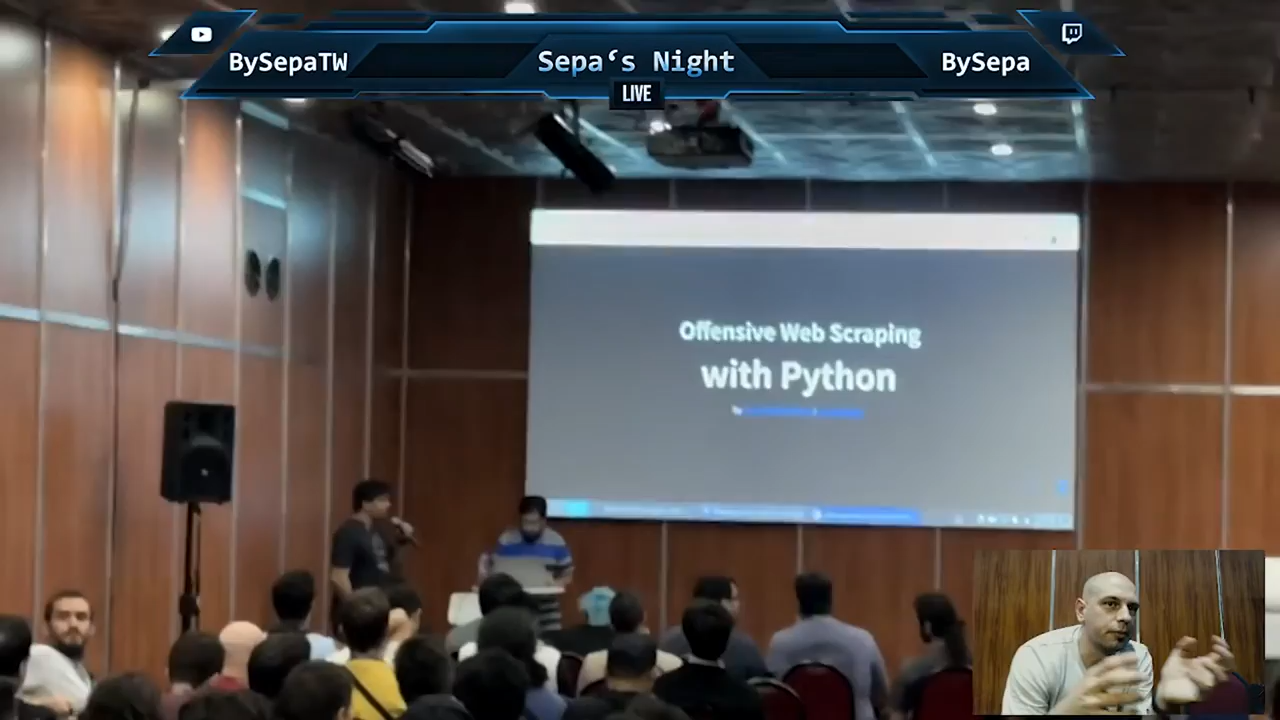 BySepaTW
Sepa‘s Night
BySepa
LIVE
Offensive Web Scraping
with Python